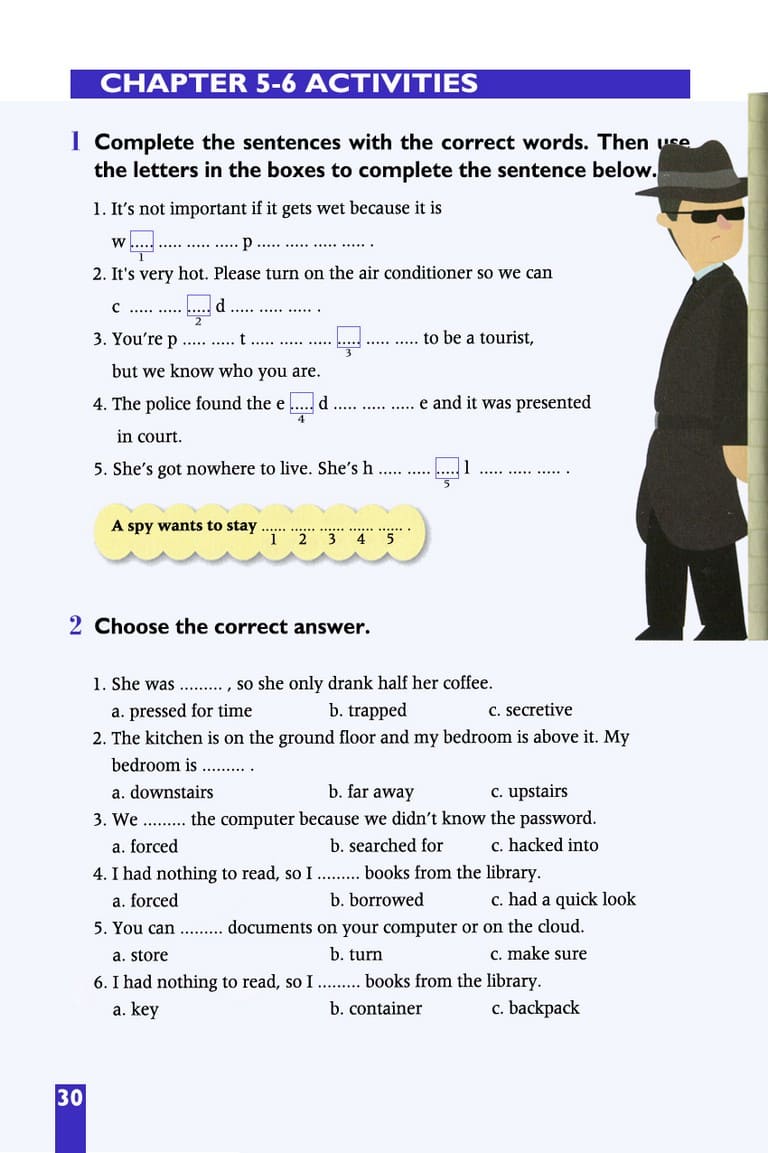 CHAPTER 5-6 ACTIVITIES
1 Complete the sentences with the correct words. Then use
the letters in the boxes to complete the sentence below.
1. It's not important if it gets wet because it is
w ..... ..... ..... ..... p ..... ..... ..... ..... .
1
2. It's very hot. Please turn on the air conditioner so we can
c ..... ..... ..... d ..... ..... ..... .
2
3. You're p ..... ..... t ..... ..... ..... ..... ..... ..... to be a tourist,
3
but we know who you are.
4. The police found the e ..... d ..... ..... ..... e and it was presented
4
in court.
5. She's got nowhere to live. She's h ..... ..... ..... l ..... ..... ..... .
5
A spy wants to stay ...... ...... ...... ...... ...... .
1 2 3 4 5
2 Choose the correct answer.
1. She was ......... , so she only drank half her coffee.
a. pressed for time b. trapped c. secretive
2. The kitchen is on the ground floor and my bedroom is above it. My
bedroom is ......... .
a. downstairs b. far away c. upstairs
3. We ......... the computer because we didn't know the password.
a. forced b. searched for c. hacked into
4. I had nothing to read, so I ......... books from the library.
a. forced b. borrowed c. had a quick look
5. You can ......... documents on your computer or on the cloud.
a. store b. turn c. make sure
6. I had nothing to read, so I ......... books from the library.
a. key b. container c. backpack
30